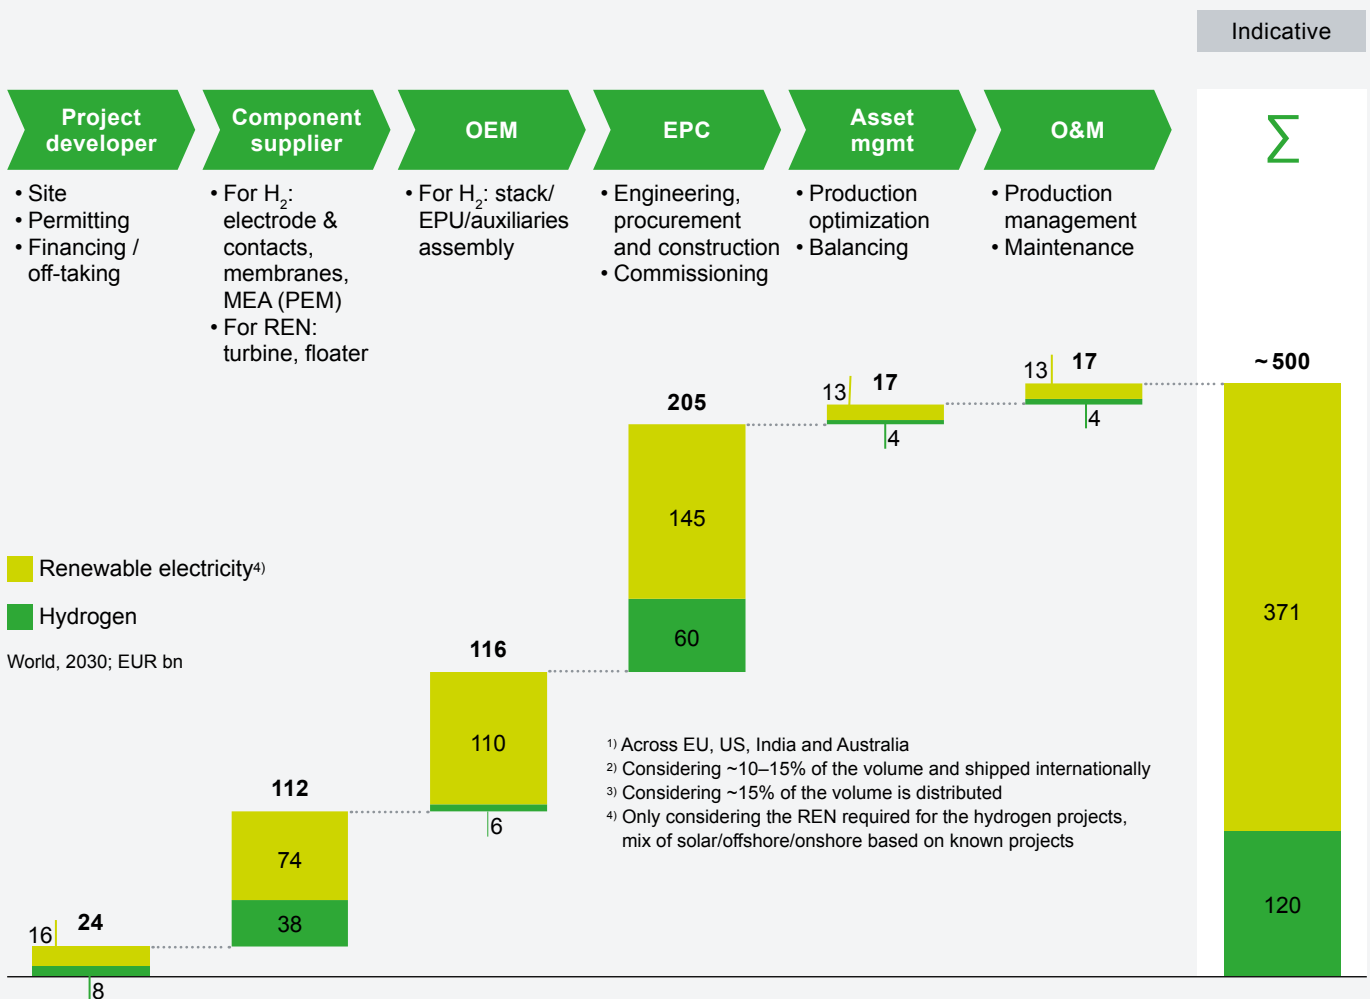 Indicative
Project
developer
Component
supplier
OEM
EPC
Asset
mgmt
O&M
∑
• Site
• Permitting
• Financing /
off-taking
• For H₂:
electrode &
contacts,
membranes,
MEA (PEM)
• For REN:
turbine, floater
• For H₂: stack/
EPU/auxiliaries
assembly
• Engineering,
procurement
and construction
• Commissioning
• Production
optimization
• Balancing
• Production
management
• Maintenance
24
16
8
112
74
38
116
110
6
205
145
60
17
13
4
17
13
4
~ 500
371
120
Renewable electricity⁴⁾
Hydrogen
World, 2030; EUR bn
¹⁾ Across EU, US, India and Australia
²⁾ Considering ~10–15% of the volume and shipped internationally
³⁾ Considering ~15% of the volume is distributed
⁴⁾ Only considering the REN required for the hydrogen projects,
mix of solar/offshore/onshore based on known projects